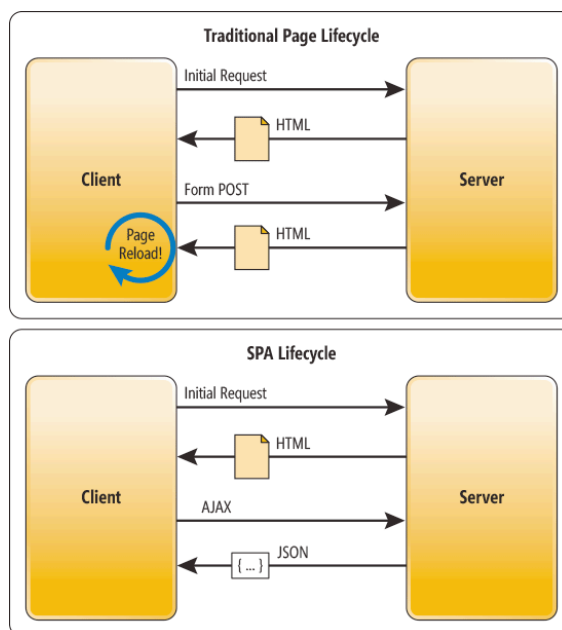 Traditional Page Lifecycle
Initial Request
HTML
Client
Server
Form POST
Page
Reload!
HTML
SPA Lifecycle
Initial Request
HTML
Client
Server
AJAX
JSON
{ ... }